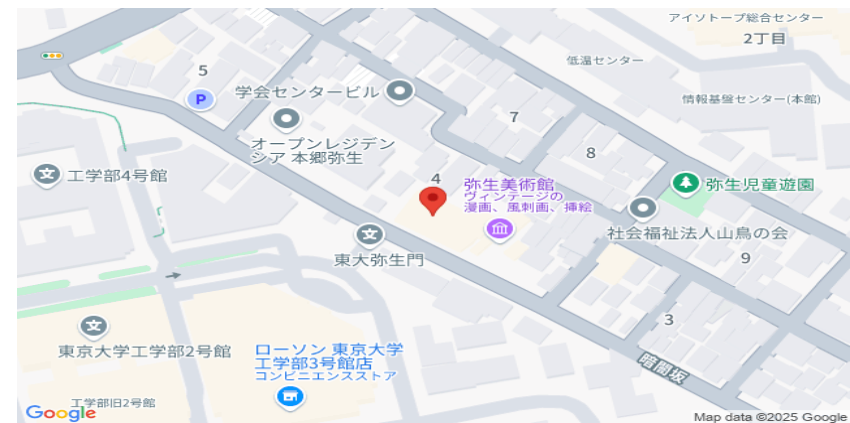 アイソトープ総合センター
2丁目
低温センター
5
P
学会センタービル
情報基盤センター(本館)
7
オープンレジデン
シア 本郷弥生
8
工学部4号館
4
弥生美術館
ヴィンテージの
漫画、風刺画、挿絵
弥生児童遊園
文
社会福祉法人山鳥の会
東大弥生門
9
文
3
東京大学工学部2号館
ローソン 東京大学
工学部3号館店
コンビニエンスストア
暗闇坂
工学部旧2号館
Google
Map data ©2025 Google